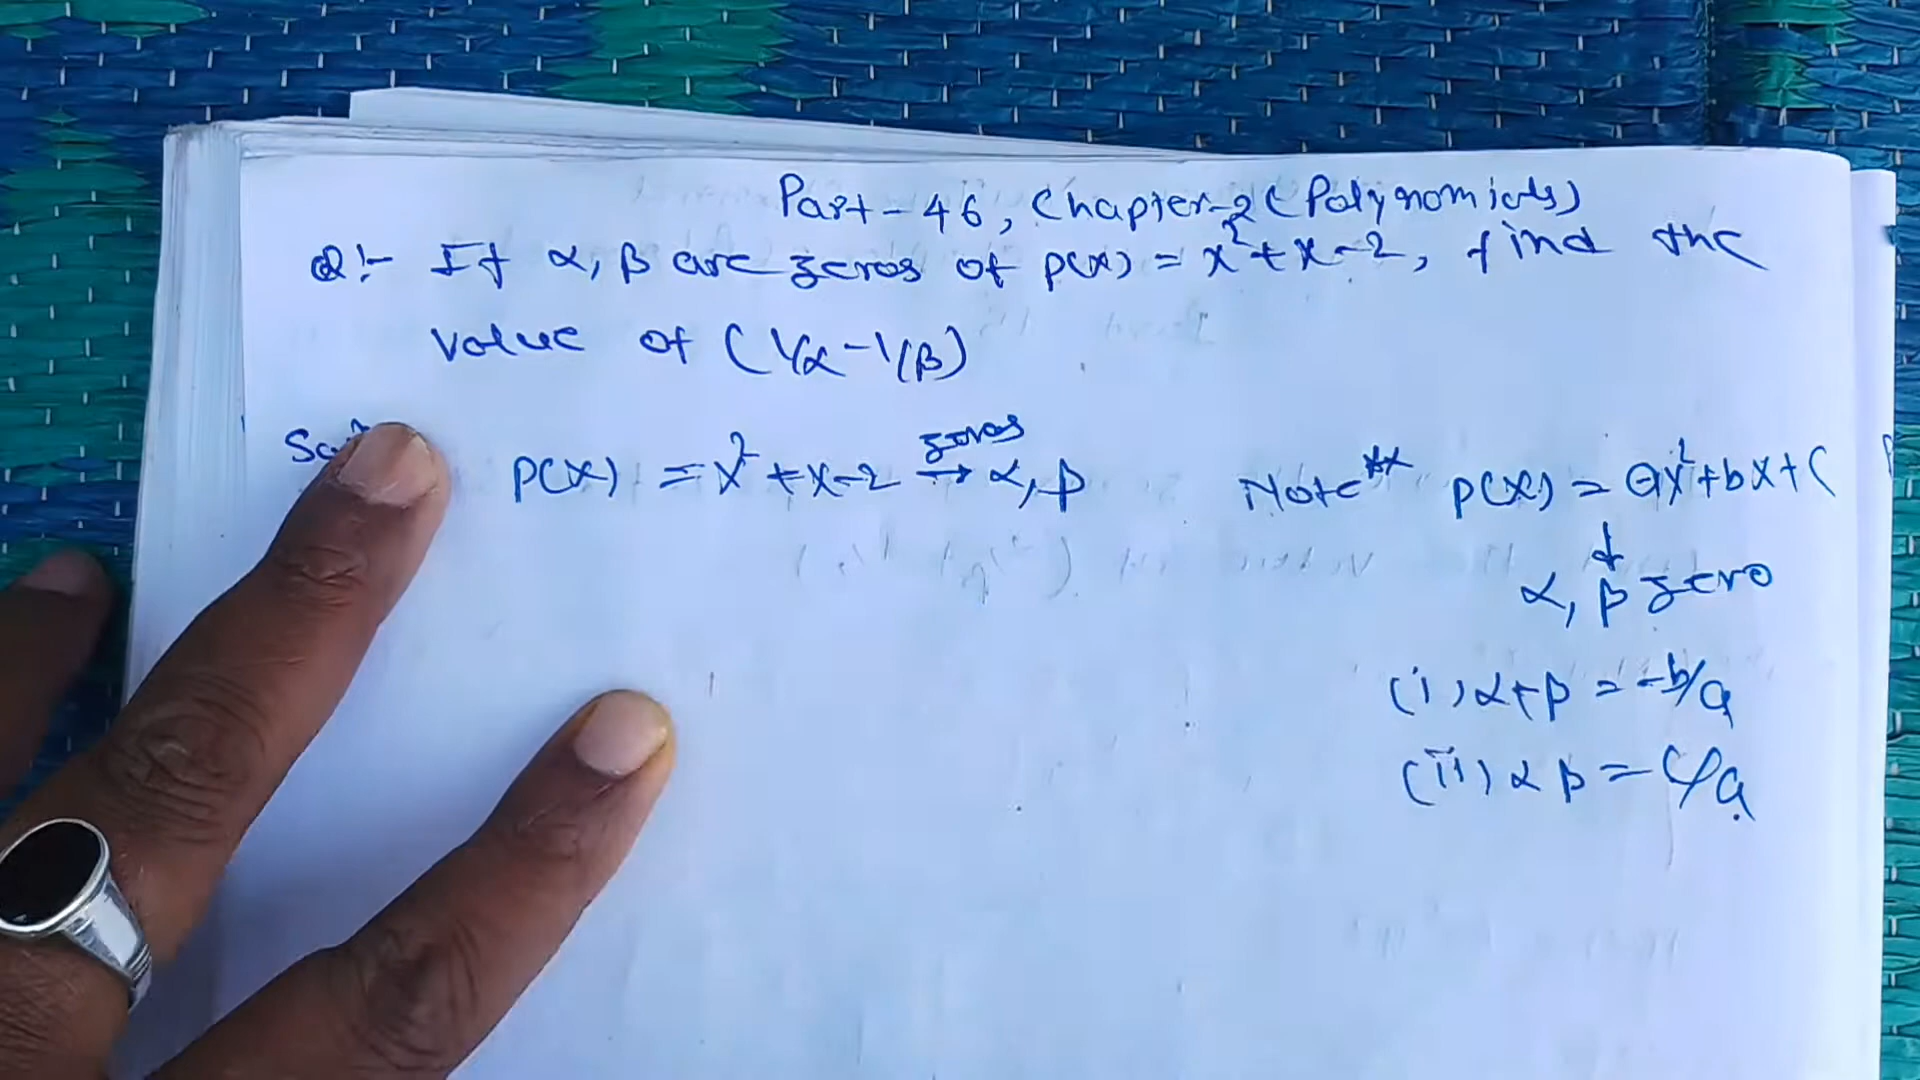 Part-46, Chapter-2 (Polynomials)
Q:- If α, β are zeros of p(x) = x²+x-2, find the
value of (1/α-1/β)
P(x) = x²+x-2 →zeros α, β
Note** P(x) = ax²+bx+c
↓
α, β zero
(i) α+β = -b/a
(ii) αβ = c/a